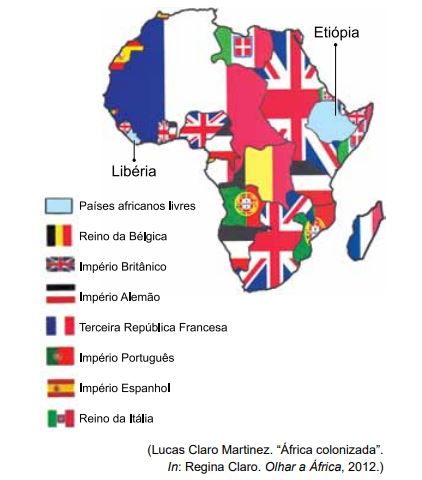 Etiópia
Libéria
Países africanos livres
Reino da Bélgica
Império Britânico
Império Alemão
Terceira República Francesa
Império Português
Império Espanhol
Reino da Itália
(Lucas Claro Martinez. “África colonizada”.
In: Regina Claro. Olhar a África, 2012.)